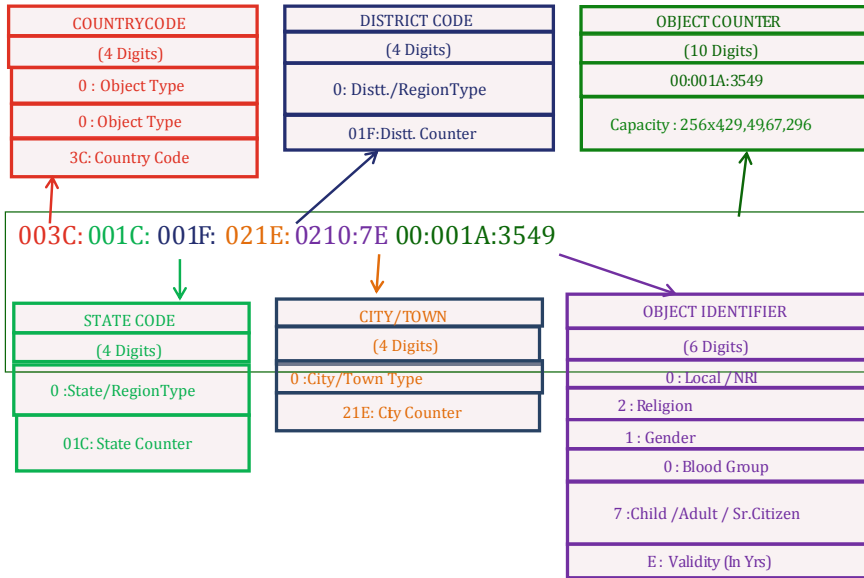 COUNTRYCODE
(4 Digits)
0 : Object Type
0 : Object Type
3C: Country Code
DISTRICT CODE
(4 Digits)
0: Distt./RegionType
01F:Distt. Counter
OBJECT COUNTER
(10 Digits)
00:001A:3549
Capacity : 256x4,29,49,67,296
003C: 001C: 001F: 021E: 0210:7E 00:001A:3549
STATE CODE
(4 Digits)
0 :State/RegionType
01C: State Counter
CITY/TOWN
(4 Digits)
0 :City/Town Type
21E: Cty Counter
OBJECT IDENTIFIER
(6 Digits)
0 : Local /NRI
2 : Religion
1 : Gender
0 : Blood Group
7 :Child /Adult / Sr.Citizen
E : Validity (In Yrs)